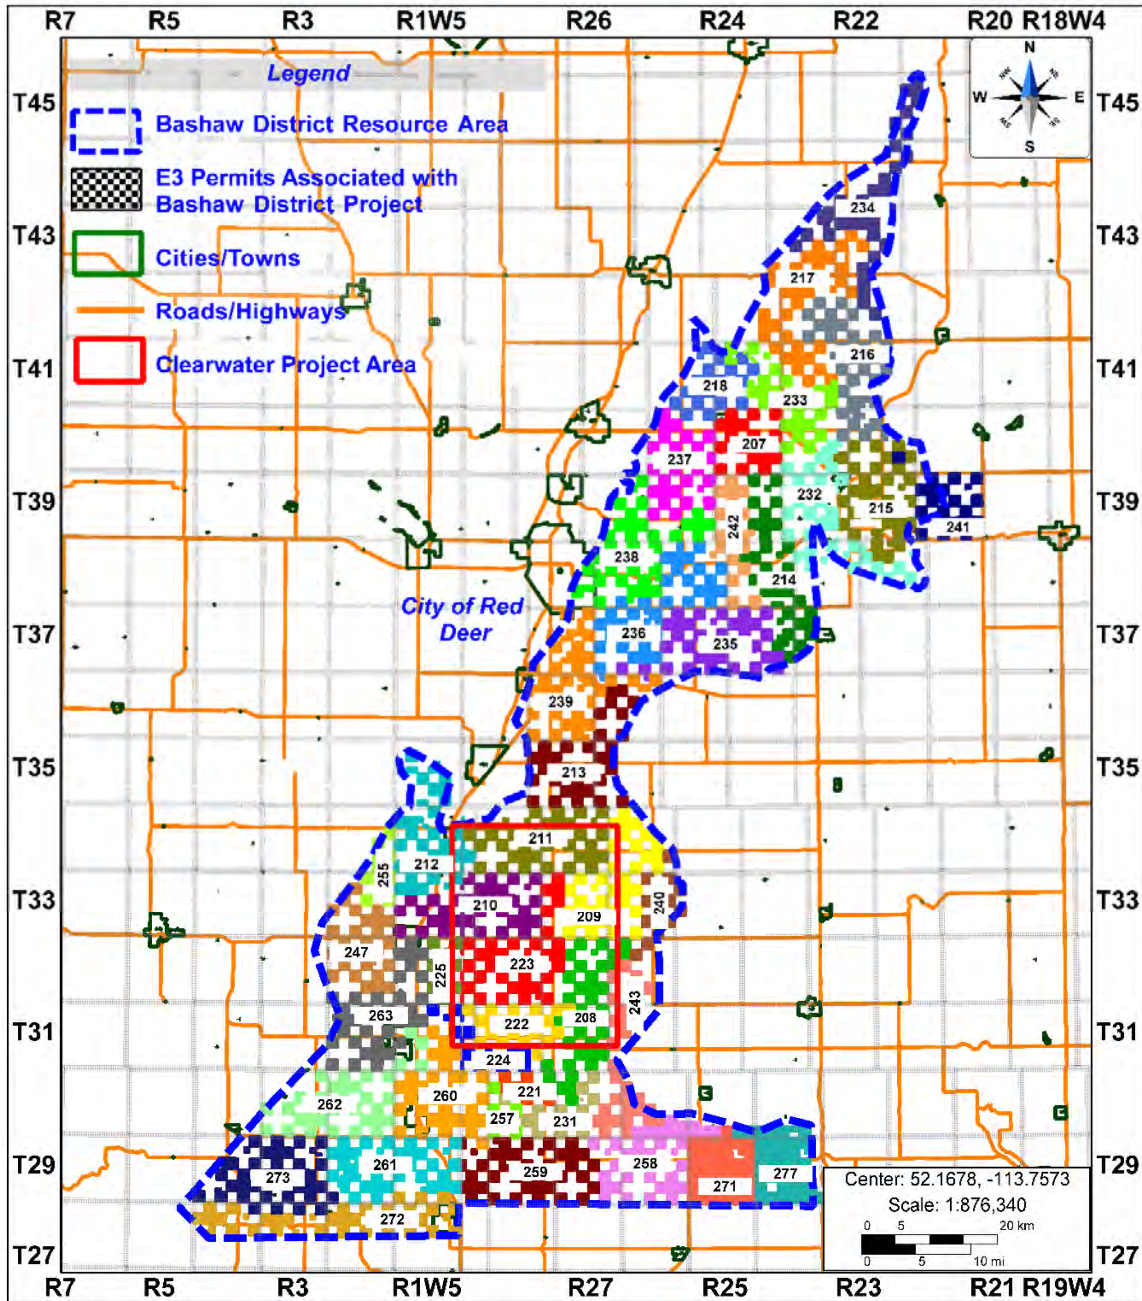 R7 R5 R3 R1W5 R26 R24 R22 R20 R18W4
Legend
N
NW NE
W E
SW SE
S
T45 T45
Bashaw District Resource Area
E3 Permits Associated with
Bashaw District Project
234
T43 T43
Cities/Towns
217
Roads/Highways
216
Clearwater Project Area
T41 T41
218
233
207
237
232
T39 T39
215
241
242
238
214
City of Red
Deer
T37 T37
236
235
239
T35 T35
213
211
212
255
T33 T33
210
209
240
247
223
225
243
263
222
208
T31 T31
224
221
260
262
257
231
T29 T29
261
259
258
273
271
277
272
Center: 52.1678, -113.7573
Scale: 1:876,340
0 5 20 km
0 5 10 mi
T27 T27
R7 R5 R3 R1W5 R27 R25 R23 R21 R19W4